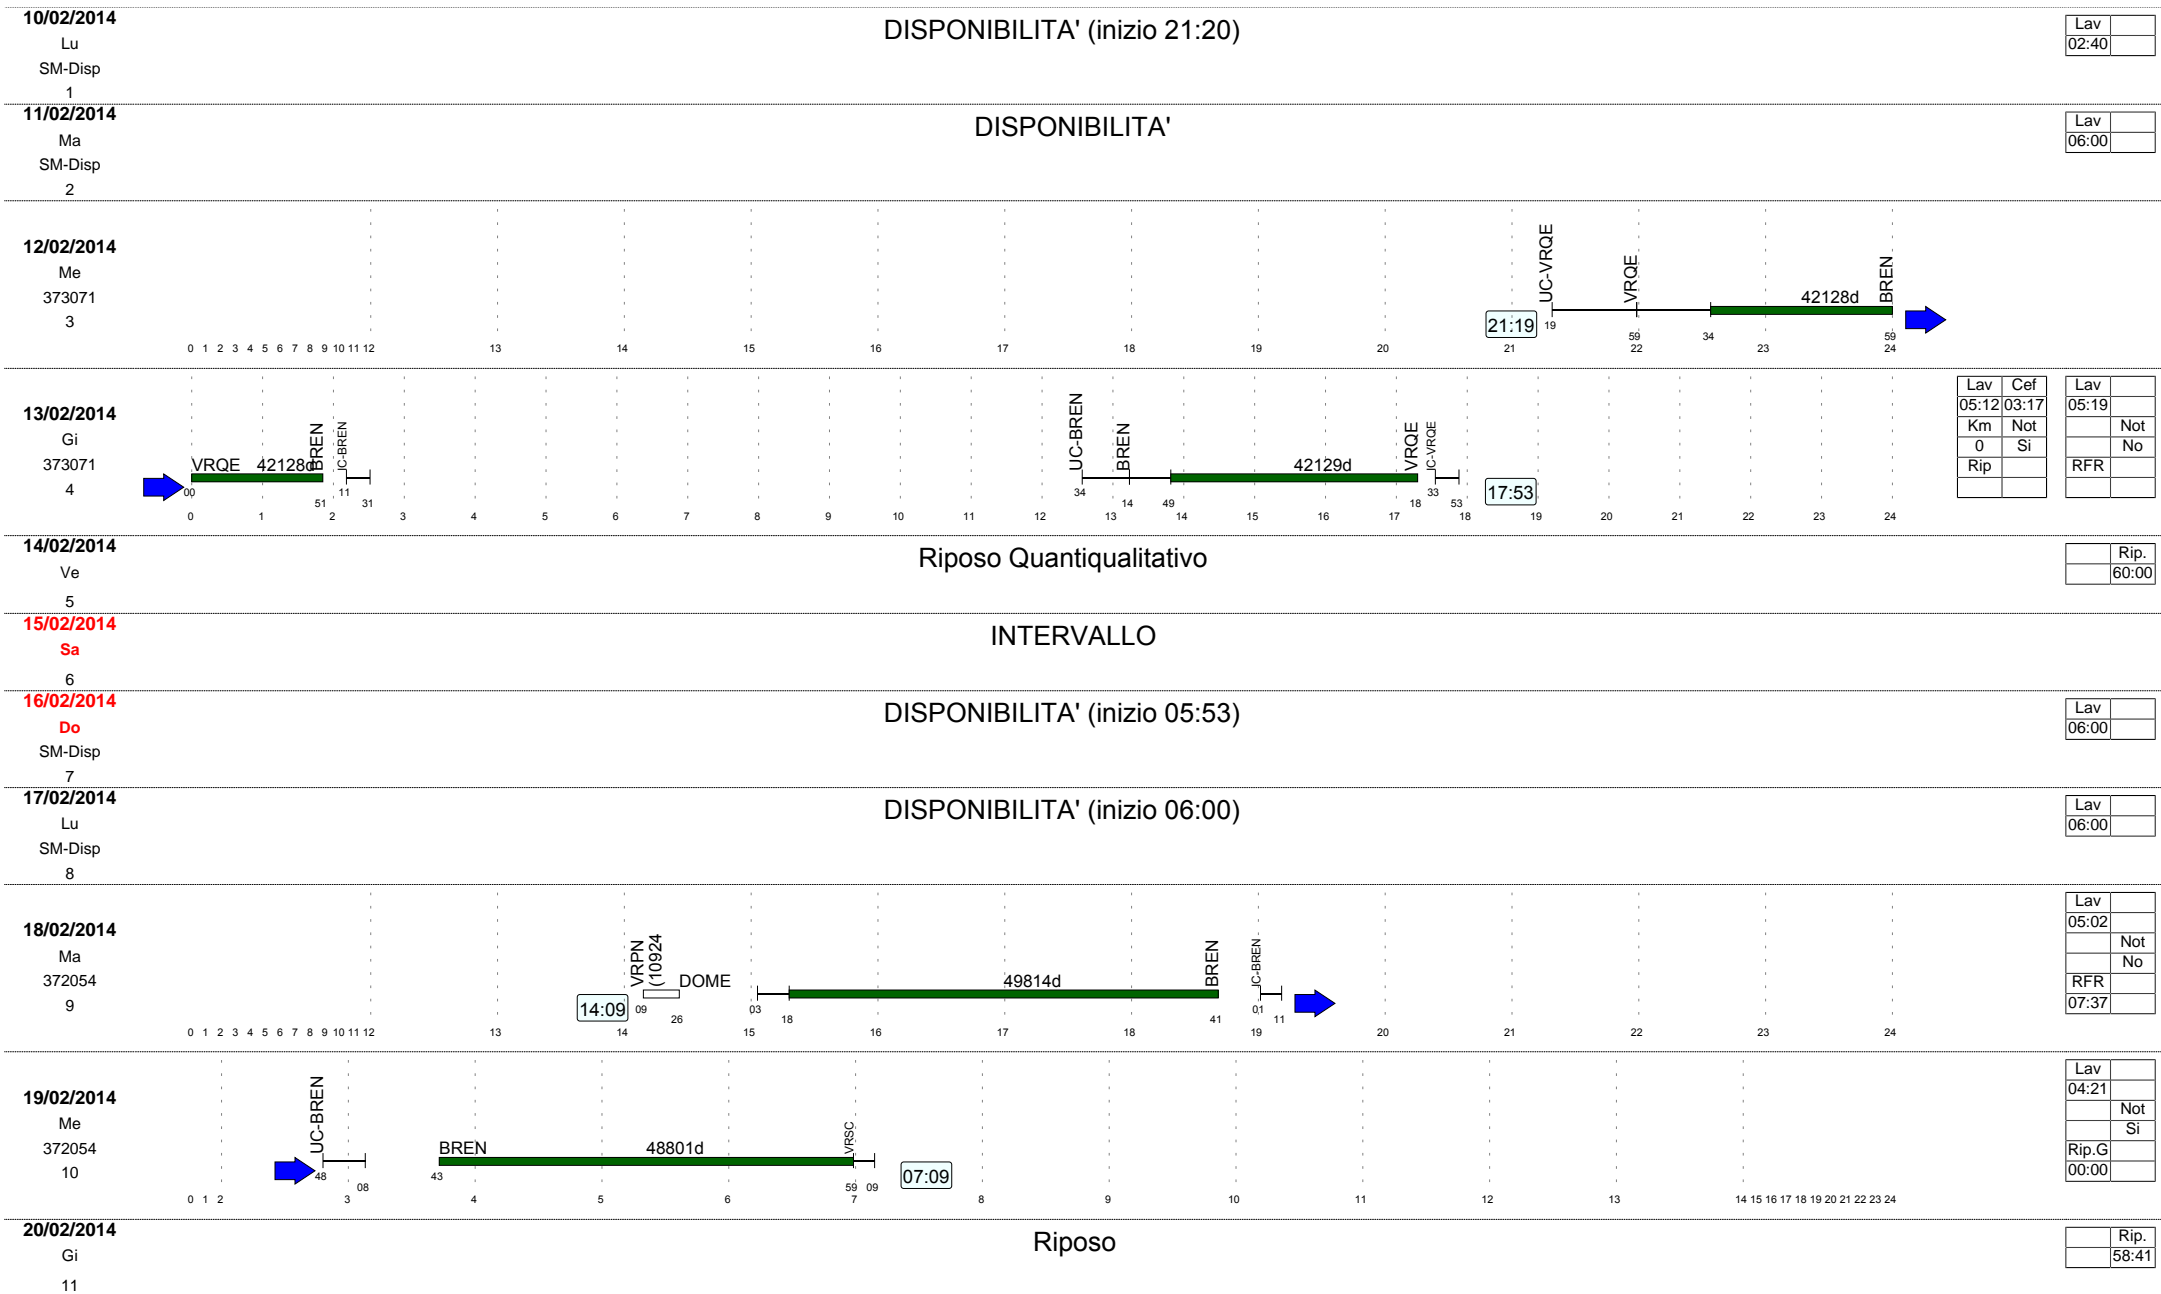 10/02/2014
Lu
SM-Disp
1
DISPONIBILITA' (inizio 21:20)
Lav
02:40
11/02/2014
Ma
SM-Disp
2
DISPONIBILITA'
Lav
06:00
12/02/2014
Me
373071
3
21:19
UC-VRQE
VRQE
42128d
BREN
19 59 34 59
0 1 2 3 4 5 6 7 8 9 10 11 12 13 14 15 16 17 18 19 20 21 22 23 24
13/02/2014
Gi
373071
4
VRQE 42128d
BREN
UC-BREN
UC-BREN
BREN
42129d
VRQE
UC-VRQE
17:53
00 51 11 31 34 14 49 18 33 53
0 1 2 3 4 5 6 7 8 9 10 11 12 13 14 15 16 17 18 19 20 21 22 23 24
Lav Cef
05:12 03:17
Km Not
0 Si
Rip
Lav
05:19
Not
No
RFR
14/02/2014
Ve
5
Riposo Quantiqualitativo
Rip.
60:00
15/02/2014
Sa
6
INTERVALLO
16/02/2014
Do
SM-Disp
7
DISPONIBILITA' (inizio 05:53)
Lav
06:00
17/02/2014
Lu
SM-Disp
8
DISPONIBILITA' (inizio 06:00)
Lav
06:00
18/02/2014
Ma
372054
9
14:09
VRPN
(10924
DOME
49814d
BREN
UC-BREN
09 26 03 18 41 01 11
0 1 2 3 4 5 6 7 8 9 10 11 12 13 14 15 16 17 18 19 20 21 22 23 24
Lav
05:02
Not
No
RFR
07:37
19/02/2014
Me
372054
10
UC-BREN
BREN
48801d
VRSC
07:09
48 08 43 59 09
0 1 2 3 4 5 6 7 8 9 10 11 12 13 14 15 16 17 18 19 20 21 22 23 24
Lav
04:21
Not
Si
Rip.G
00:00
20/02/2014
Gi
11
Riposo
Rip.
58:41